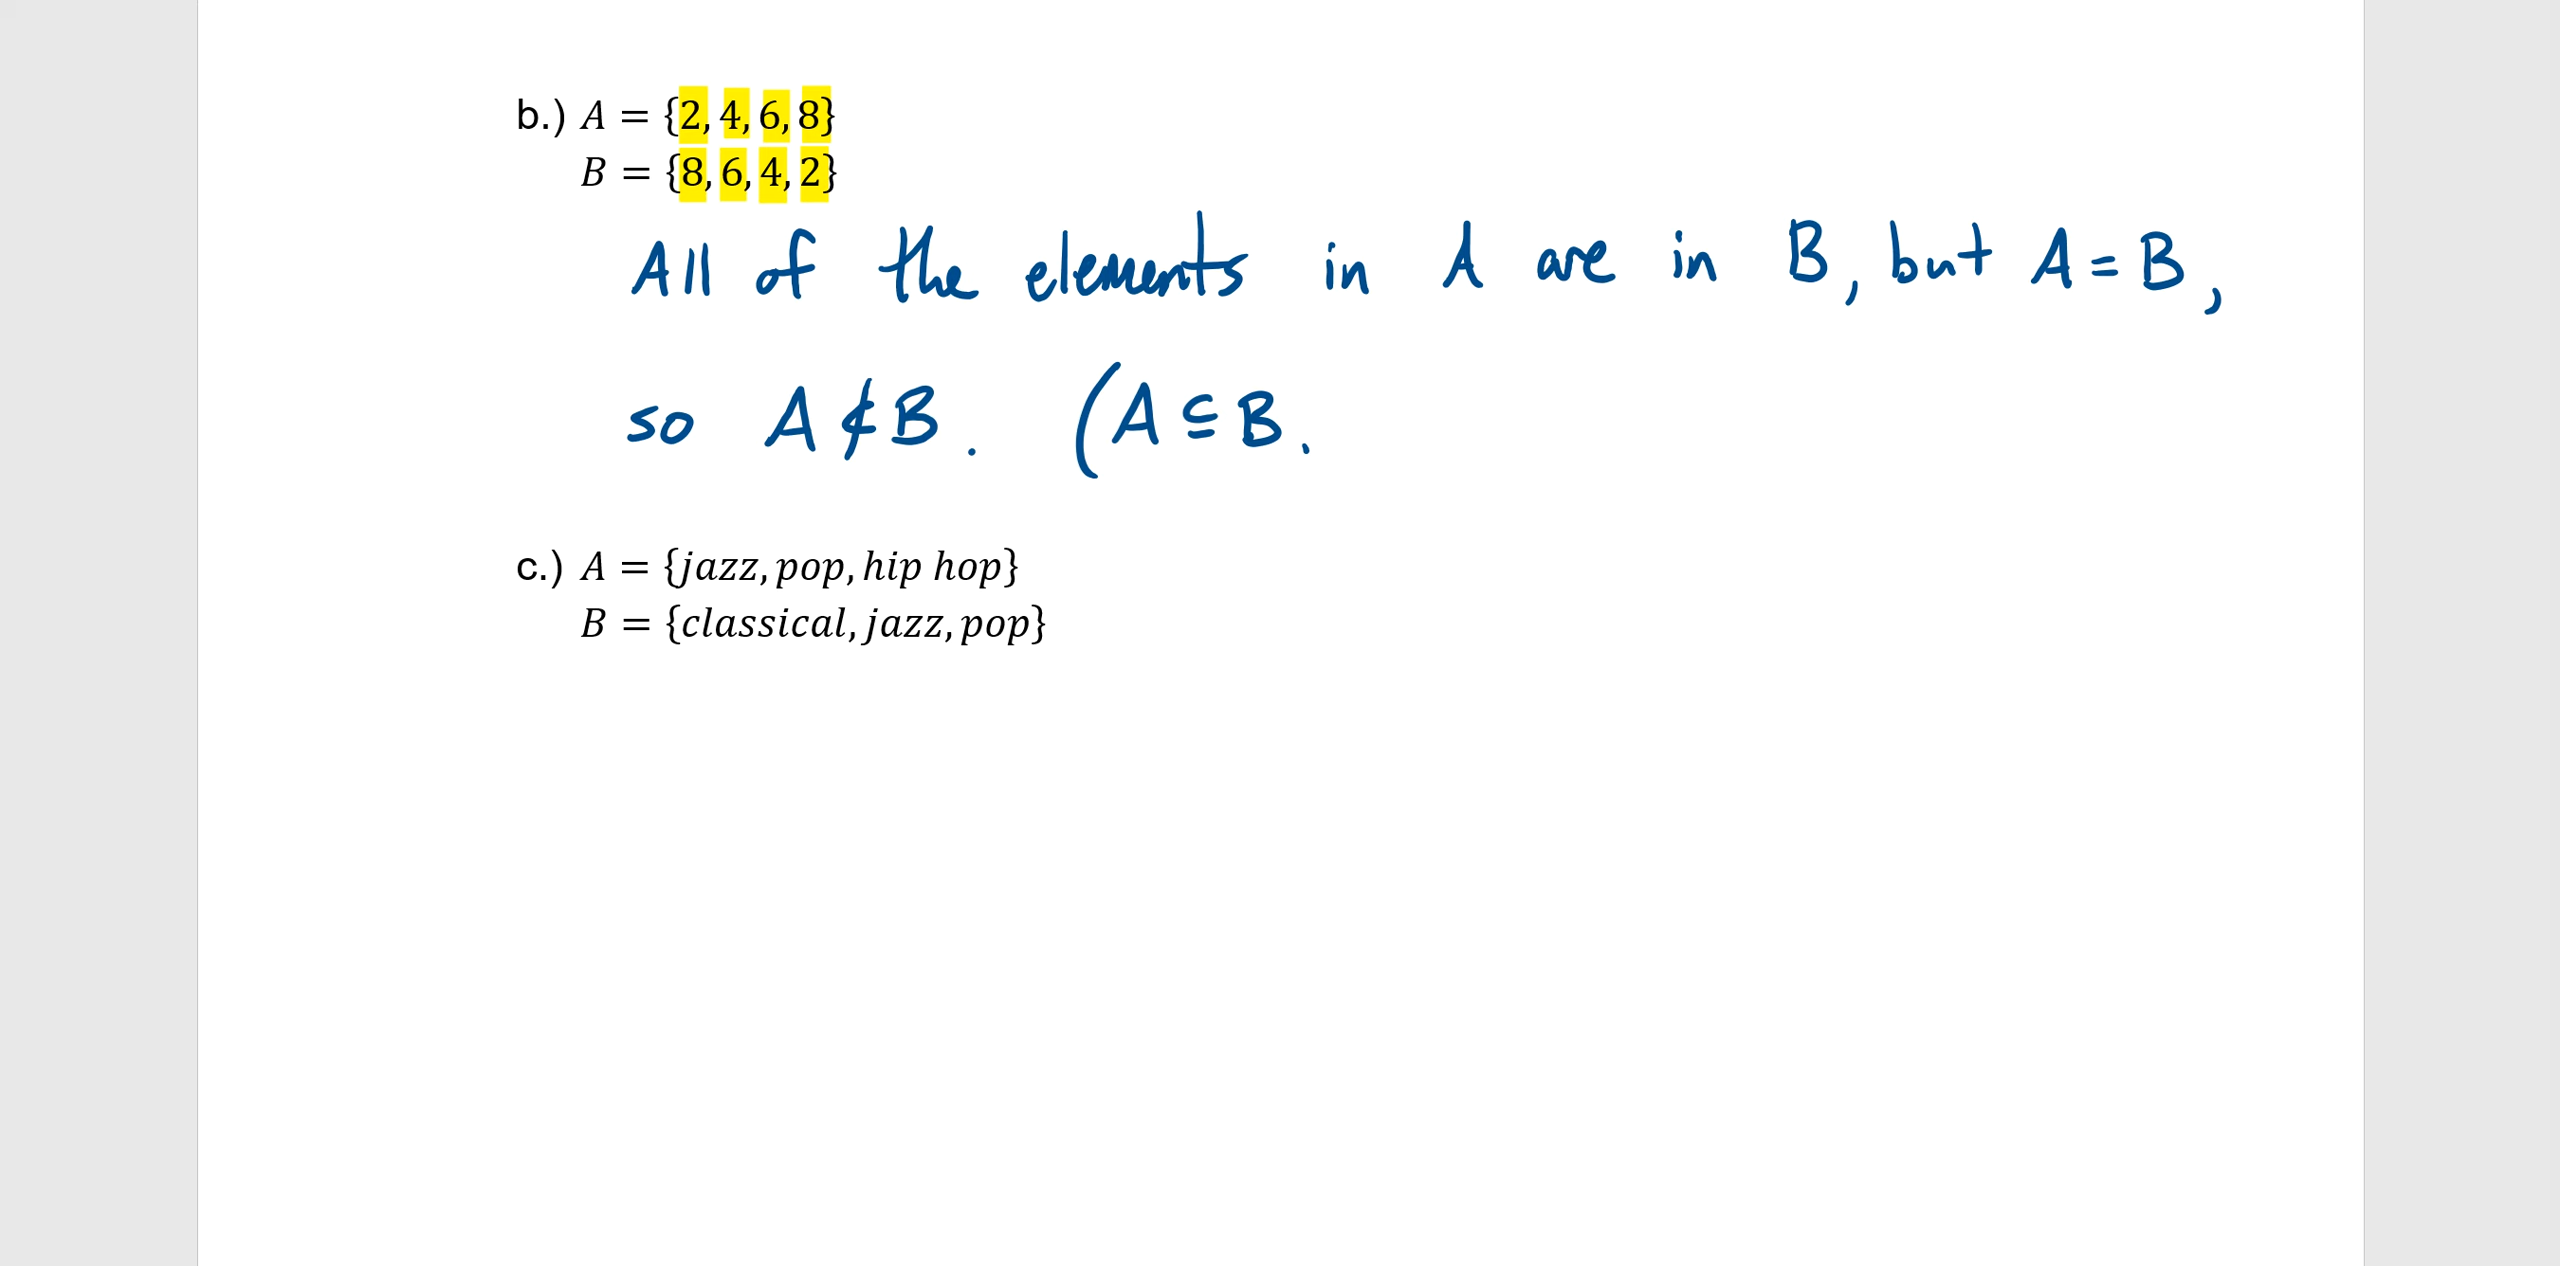 b.) A = {2, 4, 6, 8}
B = {8, 6, 4, 2}
All of the elements in A are in B, but A = B,
so A ⊄ B. (A ⊆ B.
c.) A = {jazz, pop, hip hop}
B = {classical, jazz, pop}